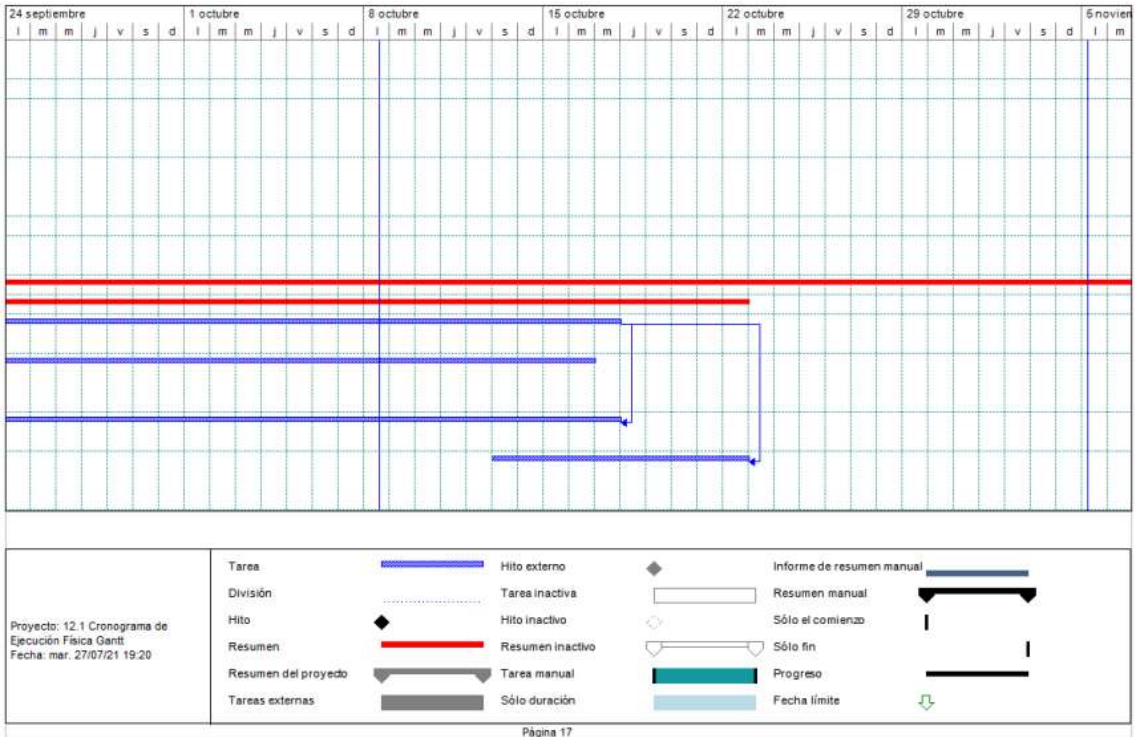 24 septiembre 1 octubre 8 octubre 15 octubre 22 octubre 29 octubre 5 novien
l m m j v s d l m m j v s d l m m j v s d l m m j v s d l m m j v s d l m m j v s d l m
Proyecto: 12.1 Cronograma de
Ejecución Física Gantt
Fecha: mar. 27/07/21 19:20
Tarea
División
Hito
Resumen
Resumen del proyecto
Tareas externas
Hito externo
Tarea inactiva
Hito inactivo
Resumen inactivo
Tarea manual
Sólo duración
Informe de resumen manual
Resumen manual
Sólo el comienzo
Sólo fin
Progreso
Fecha límite
Página 17